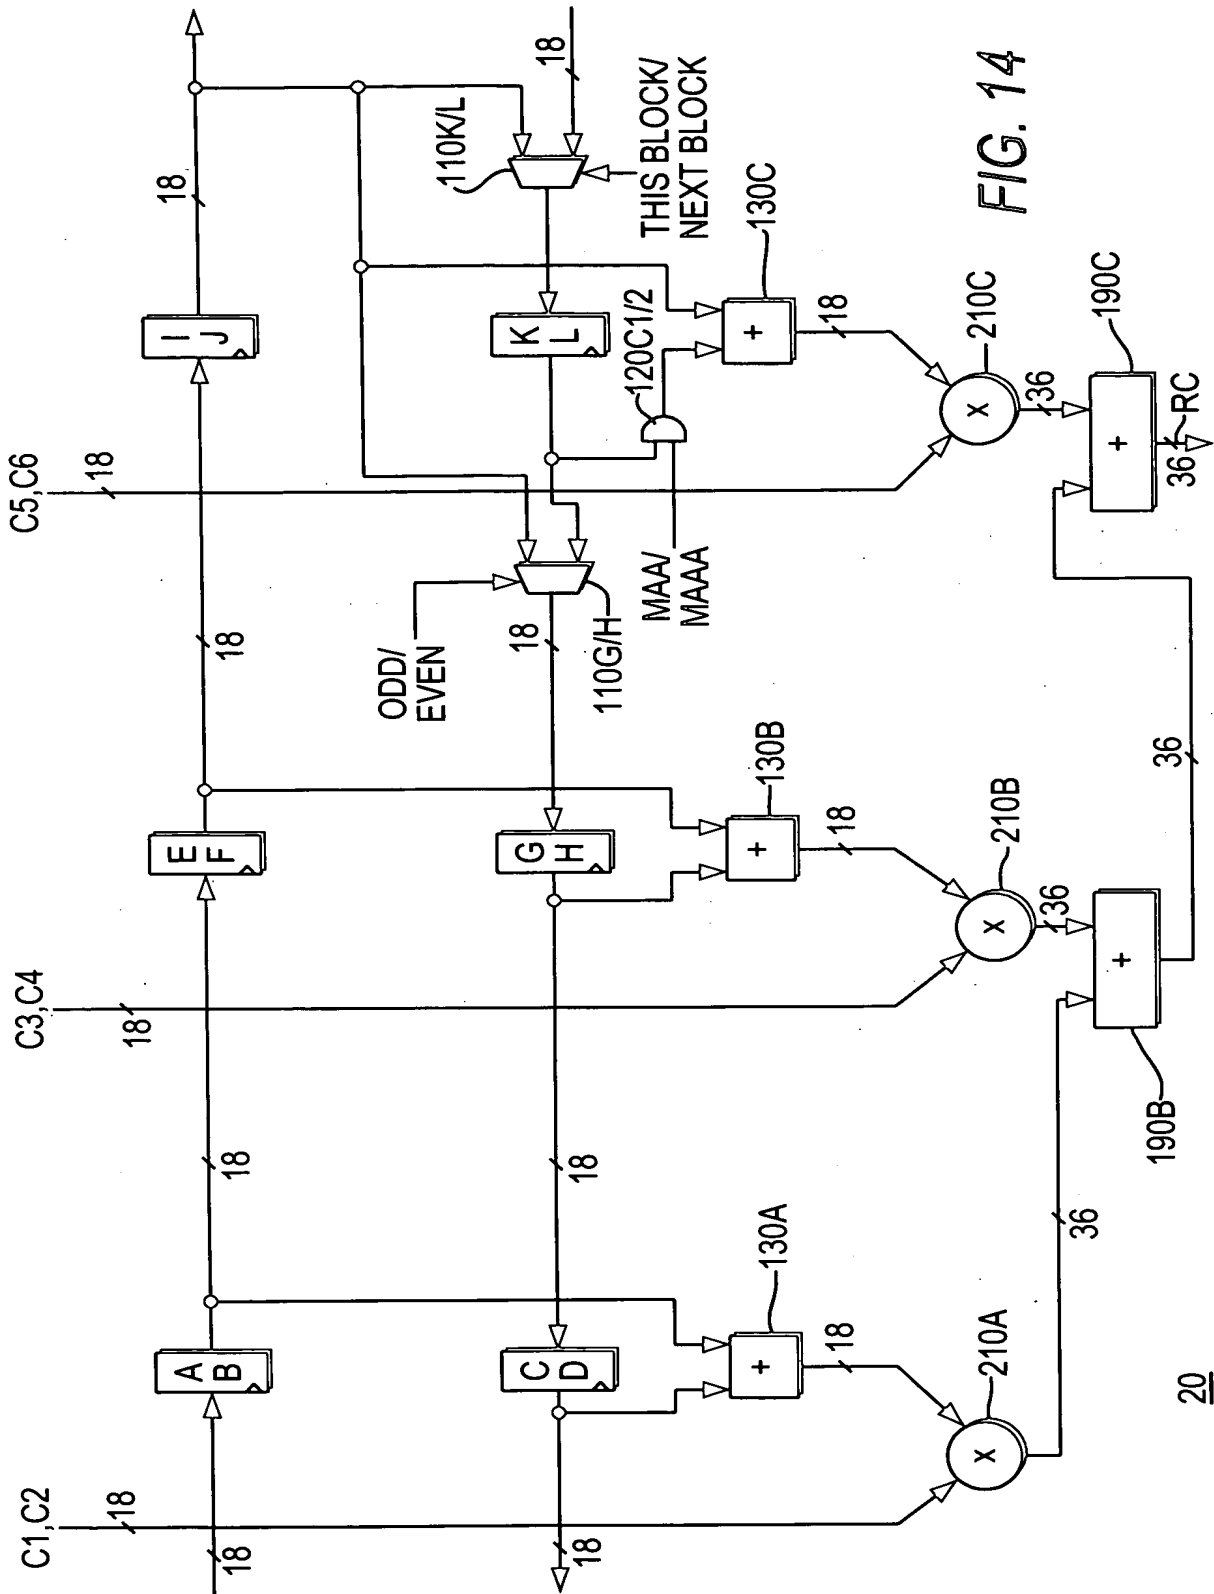 C1,C2
18
C3,C4
18
C5,C6
18
18
A
B
18
E
F
18
I
J
18
18
C
D
18
G
H
18
110G/H
ODD/
EVEN
K
L
110K/L
18
THIS BLOCK/
NEXT BLOCK
MAA/
MAAA
120C1/2
+
130A
18
+
130B
18
+
130C
18
X
210A
X
210B
36
X
210C
36
36
+
190B
36
+
190C
36
RC
20
FIG. 14